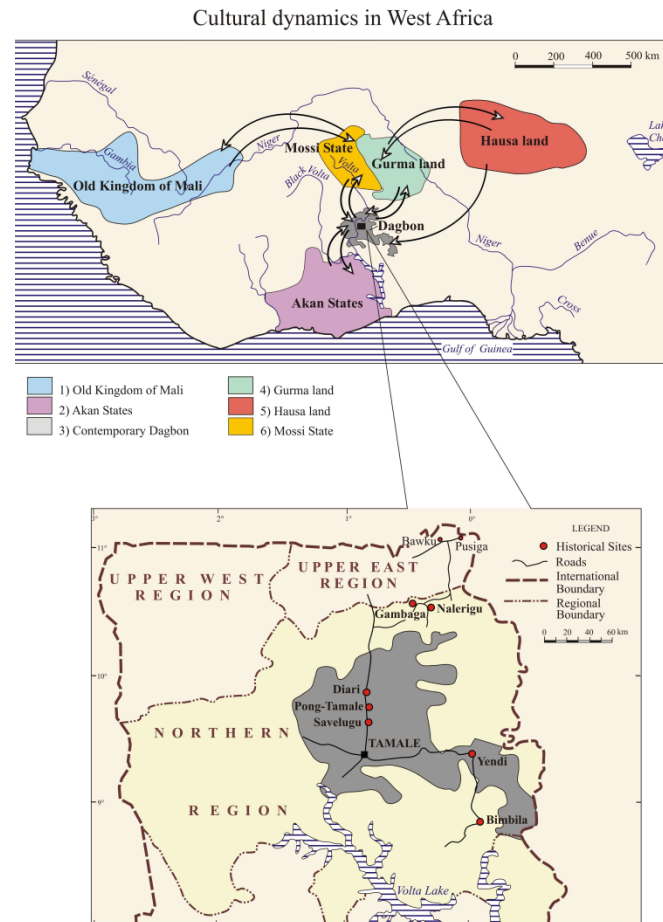 Cultural dynamics in West Africa
0 200 400 500 km
Sénégal
Gambia
Niger
Mossi State
Volta
Gurma land
Hausa land
Lake
Ch
Old Kingdom of Mali
Black Volta
Dagbon
Niger
Benue
Akan States
Cross
Gulf of Guinea
1) Old Kingdom of Mali
2) Akan States
3) Contemporary Dagbon
4) Gurma land
5) Hausa land
6) Mossi State
3° 2° 1° 0°
11°
10°
9°
UPPER WEST
REGION
UPPER EAST
REGION
Bawku
Pusiga
Gambaga
Nalerigu
Diari
Pong-Tamale
Savelugu
NORTHERN
TAMALE
Yendi
REGION
Bimbila
Volta Lake
LEGEND
Historical Sites
Roads
International
Boundary
Regional
Boundary
0 20 40 60 km